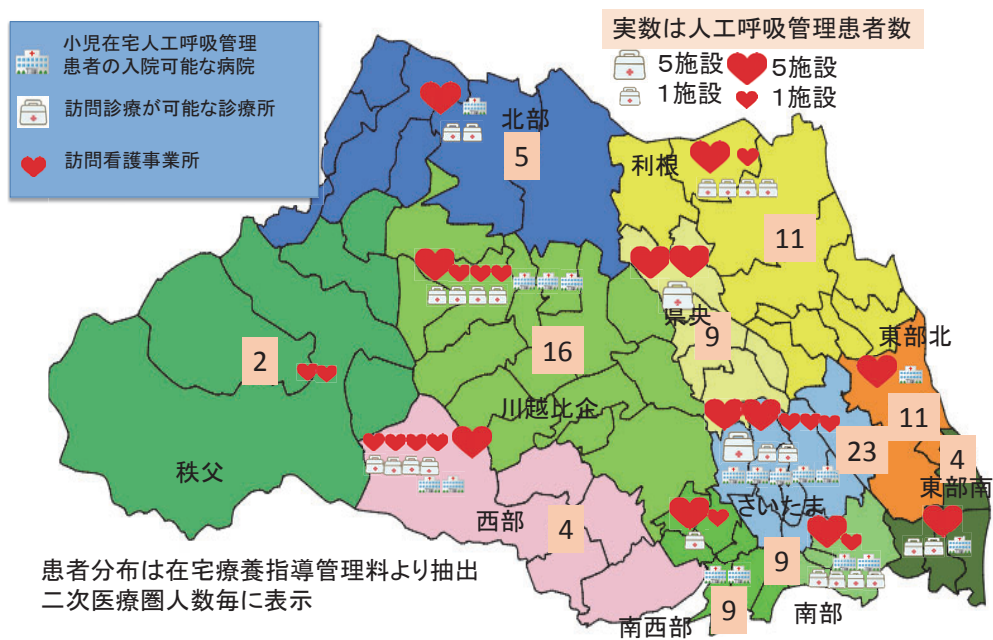 小児在宅人工呼吸管理
患者の入院可能な病院
訪問診療が可能な診療所
訪問看護事業所
実数は人工呼吸管理患者数
5施設
5施設
1施設
1施設
北部
5
利根
11
県央
9
東部北
11
2
秩父
16
川越比企
23
さいたま
4
東部南
西部
4
9
南部
9
南西部
患者分布は在宅療養指導管理料より抽出
二次医療圏人数毎に表示